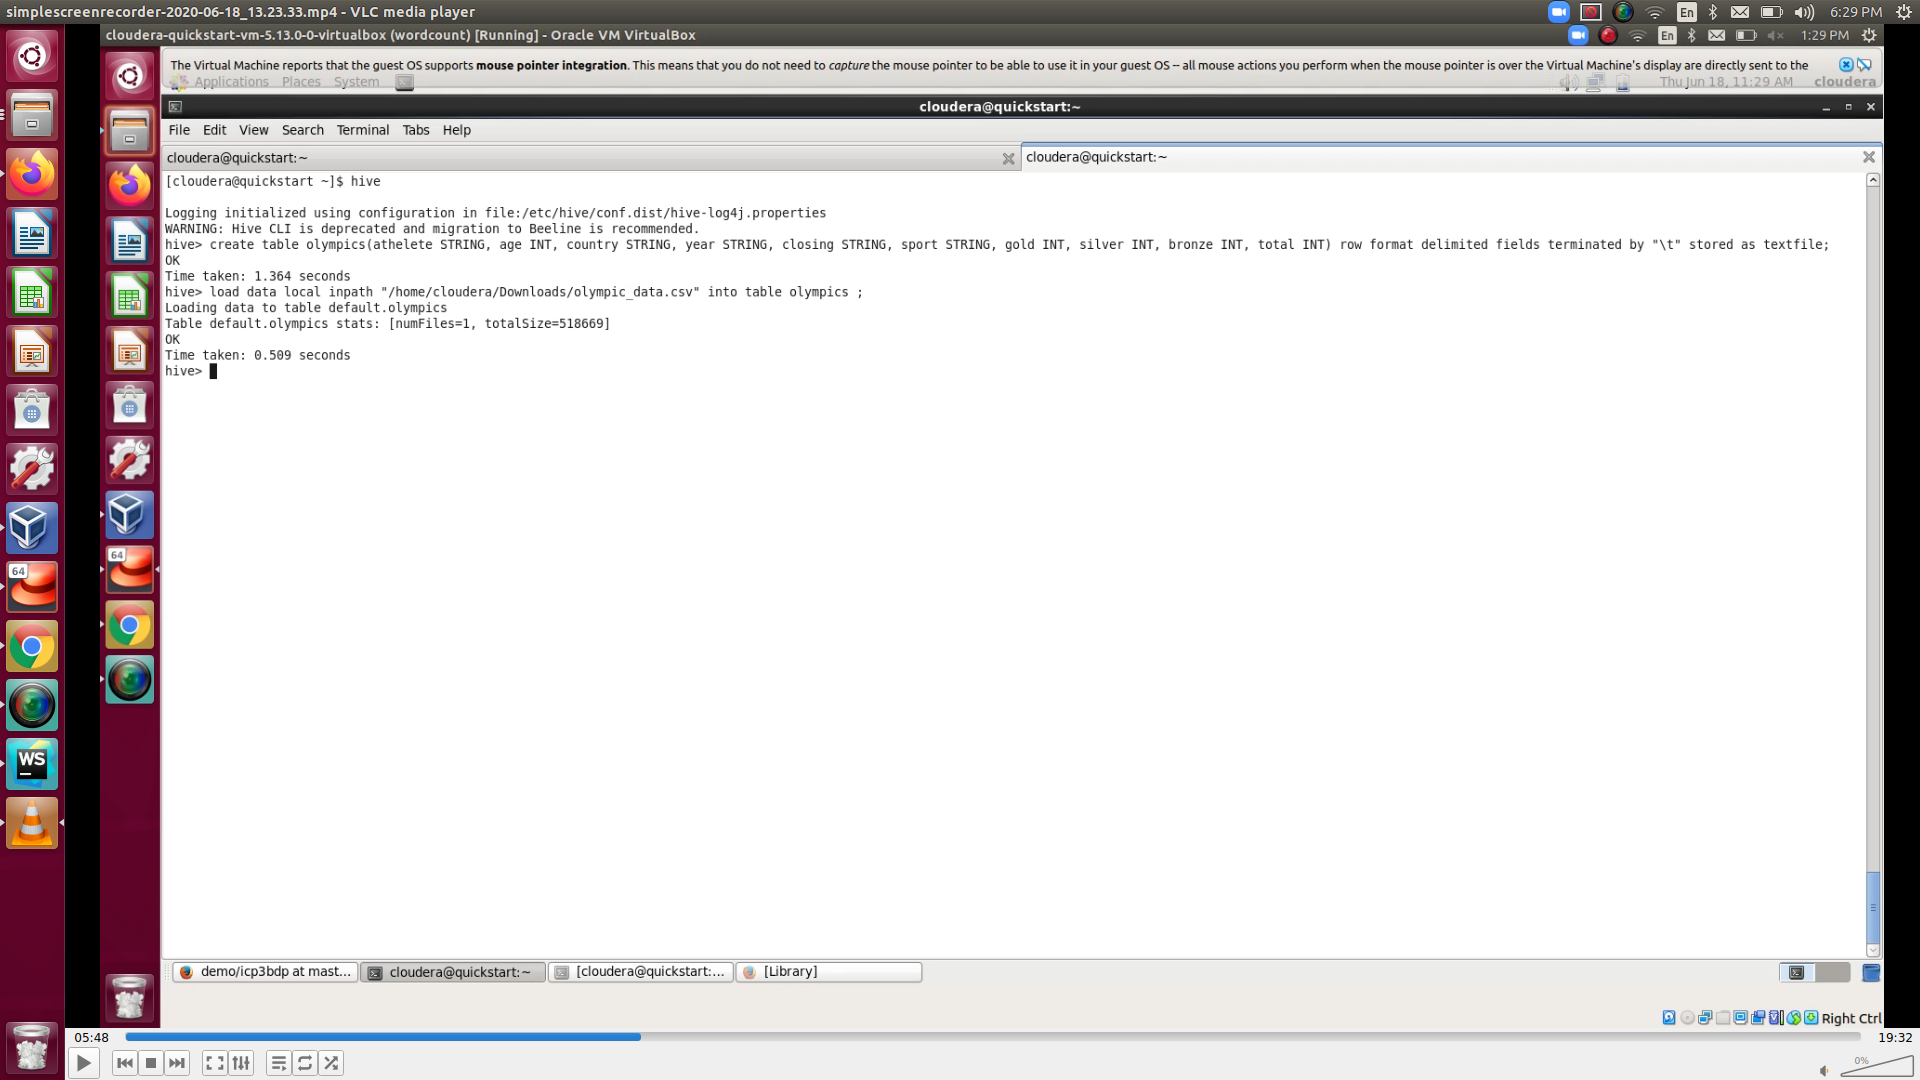 simplescreenrecorder-2020-06-18_13.23.33.mp4 - VLC media player
En
6:29 PM
cloudera-quickstart-vm-5.13.0-0-virtualbox (wordcount) [Running] - Oracle VM VirtualBox
En
1:29 PM
The Virtual Machine reports that the guest OS supports mouse pointer integration. This means that you do not need to capture the mouse pointer to be able to use it in your guest OS -- all mouse actions you perform when the mouse pointer is over the Virtual Machine's display are directly sent to the
Applications Places System
Thu Jun 18, 11:29 AM cloudera
cloudera@quickstart:~
File Edit View Search Terminal Tabs Help
cloudera@quickstart:~
cloudera@quickstart:~
[cloudera@quickstart ~]$ hive
Logging initialized using configuration in file:/etc/hive/conf.dist/hive-log4j.properties
WARNING: Hive CLI is deprecated and migration to Beeline is recommended.
hive> create table olympics(athelete STRING, age INT, country STRING, year STRING, closing STRING, sport STRING, gold INT, silver INT, bronze INT, total INT) row format delimited fields terminated by "\t" stored as textfile;
OK
Time taken: 1.364 seconds
hive> load data local inpath "/home/cloudera/Downloads/olympic_data.csv" into table olympics ;
Loading data to table default.olympics
Table default.olympics stats: [numFiles=1, totalSize=518669]
OK
Time taken: 0.509 seconds
hive>
64
64
WS
demo/icp3bdp at mast...
cloudera@quickstart:~
[cloudera@quickstart:...
[Library]
Right Ctrl
05:48
19:32
0%